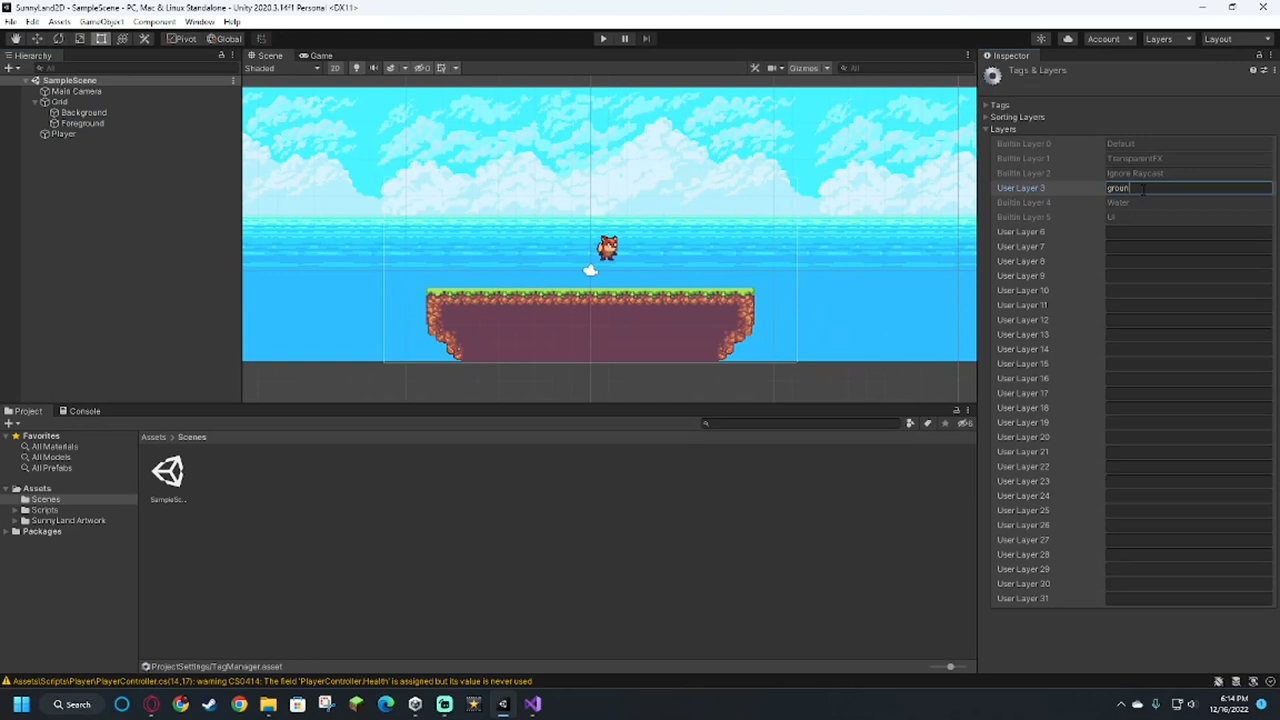 SunnyLand2D - SampleScene - PC, Mac & Linux Standalone - Unity 2020.3.14f1 Personal <DX11>
File Edit Assets GameObject Component Window Help
Pivot Global Account Layers Layout
Hierarchy Scene Game Inspector
All Shaded 2D 0 Gizmos All Tags & Layers
SampleScene
Main Camera
Grid
Background
Foreground
Player
Tags
Sorting Layers
Layers
Builtin Layer 0 Default
Builtin Layer 1 TransparentFX
Builtin Layer 2 Ignore Raycast
User Layer 3 groun
Builtin Layer 4 Water
Builtin Layer 5 UI
User Layer 6
User Layer 7
User Layer 8
User Layer 9
User Layer 10
User Layer 11
User Layer 12
User Layer 13
User Layer 14
User Layer 15
User Layer 16
User Layer 17
User Layer 18
User Layer 19
User Layer 20
User Layer 21
User Layer 22
User Layer 23
User Layer 24
User Layer 25
User Layer 26
User Layer 27
User Layer 28
User Layer 29
User Layer 30
User Layer 31
Project Console
Favorites
All Materials
All Models
All Prefabs
Assets
Scenes
Scripts
SunnyLand Artwork
Packages
Assets Scenes
SampleSc...
ProjectSettings/TagManager.asset
Assets\Scripts\Player\PlayerController.cs(14,17): warning CS0414: The field 'PlayerController.Health' is assigned but its value is never used
Search
6:14 PM
12/16/2022